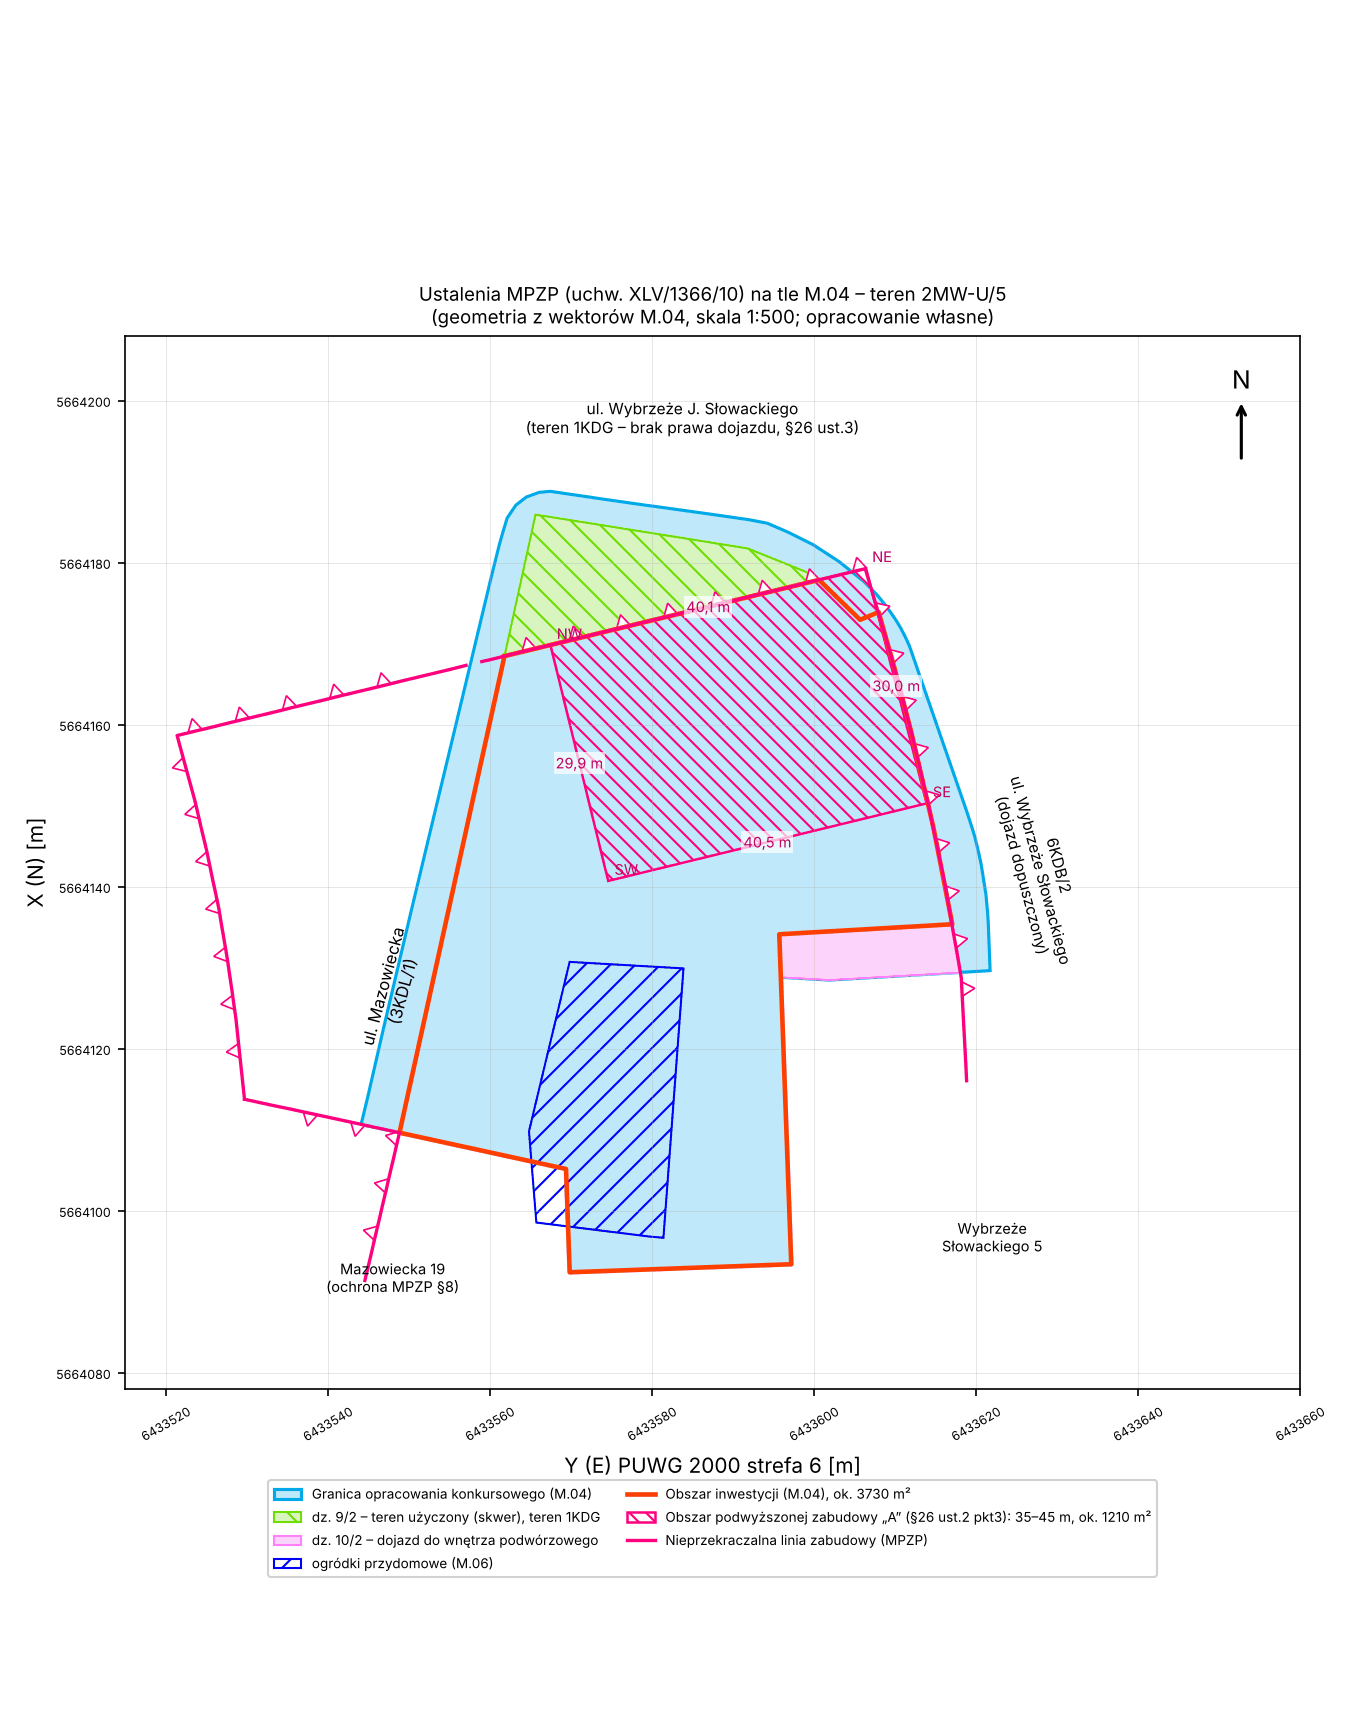 Ustalenia MPZP (uchw. XLV/1366/10) na tle M.04 – teren 2MW-U/5
(geometria z wektorów M.04, skala 1:500; opracowanie własne)
N
ul. Wybrzeże J. Słowackiego
(teren 1KDG – brak prawa dojazdu, §26 ust.3)
5664200
5664180
5664160
5664140
5664120
5664100
5664080
X (N) [m]
NE
NW
40,1 m
30,0 m
29,9 m
SE
40,5 m
SW
6KDB/2
ul. Wybrzeże Słowackiego
(dojazd dopuszczony)
ul. Mazowiecka
(3KDL/1)
Wybrzeże
Słowackiego 5
Mazowiecka 19
(ochrona MPZP §8)
6433520
6433540
6433560
6433580
6433600
6433620
6433640
6433660
Y (E) PUWG 2000 strefa 6 [m]
Granica opracowania konkursowego (M.04)
dz. 9/2 – teren użyczony (skwer), teren 1KDG
dz. 10/2 – dojazd do wnętrza podwórzowego
ogródki przydomowe (M.06)
Obszar inwestycji (M.04), ok. 3730 m²
Obszar podwyższonej zabudowy „A” (§26 ust.2 pkt3): 35–45 m, ok. 1210 m²
Nieprzekraczalna linia zabudowy (MPZP)